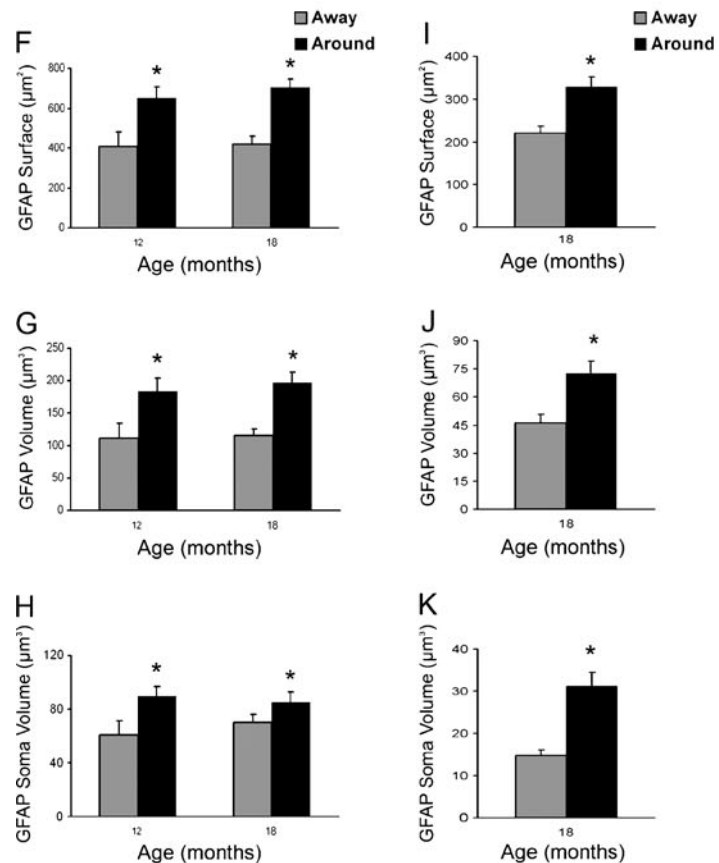 F
Away
Around
GFAP Surface (µm²)
800
600
400
200
0
*
*
12
18
Age (months)
I
Away
Around
GFAP Surface (µm²)
400
300
200
100
0
*
18
Age (months)
G
GFAP Volume (µm³)
250
200
150
100
50
0
*
*
12
18
Age (months)
J
GFAP Volume (µm³)
90
75
60
45
30
15
0
*
18
Age (months)
H
GFAP Soma Volume (µm³)
120
80
40
0
*
*
12
18
Age (months)
K
GFAP Soma Volume (µm³)
40
30
20
10
0
*
18
Age (months)